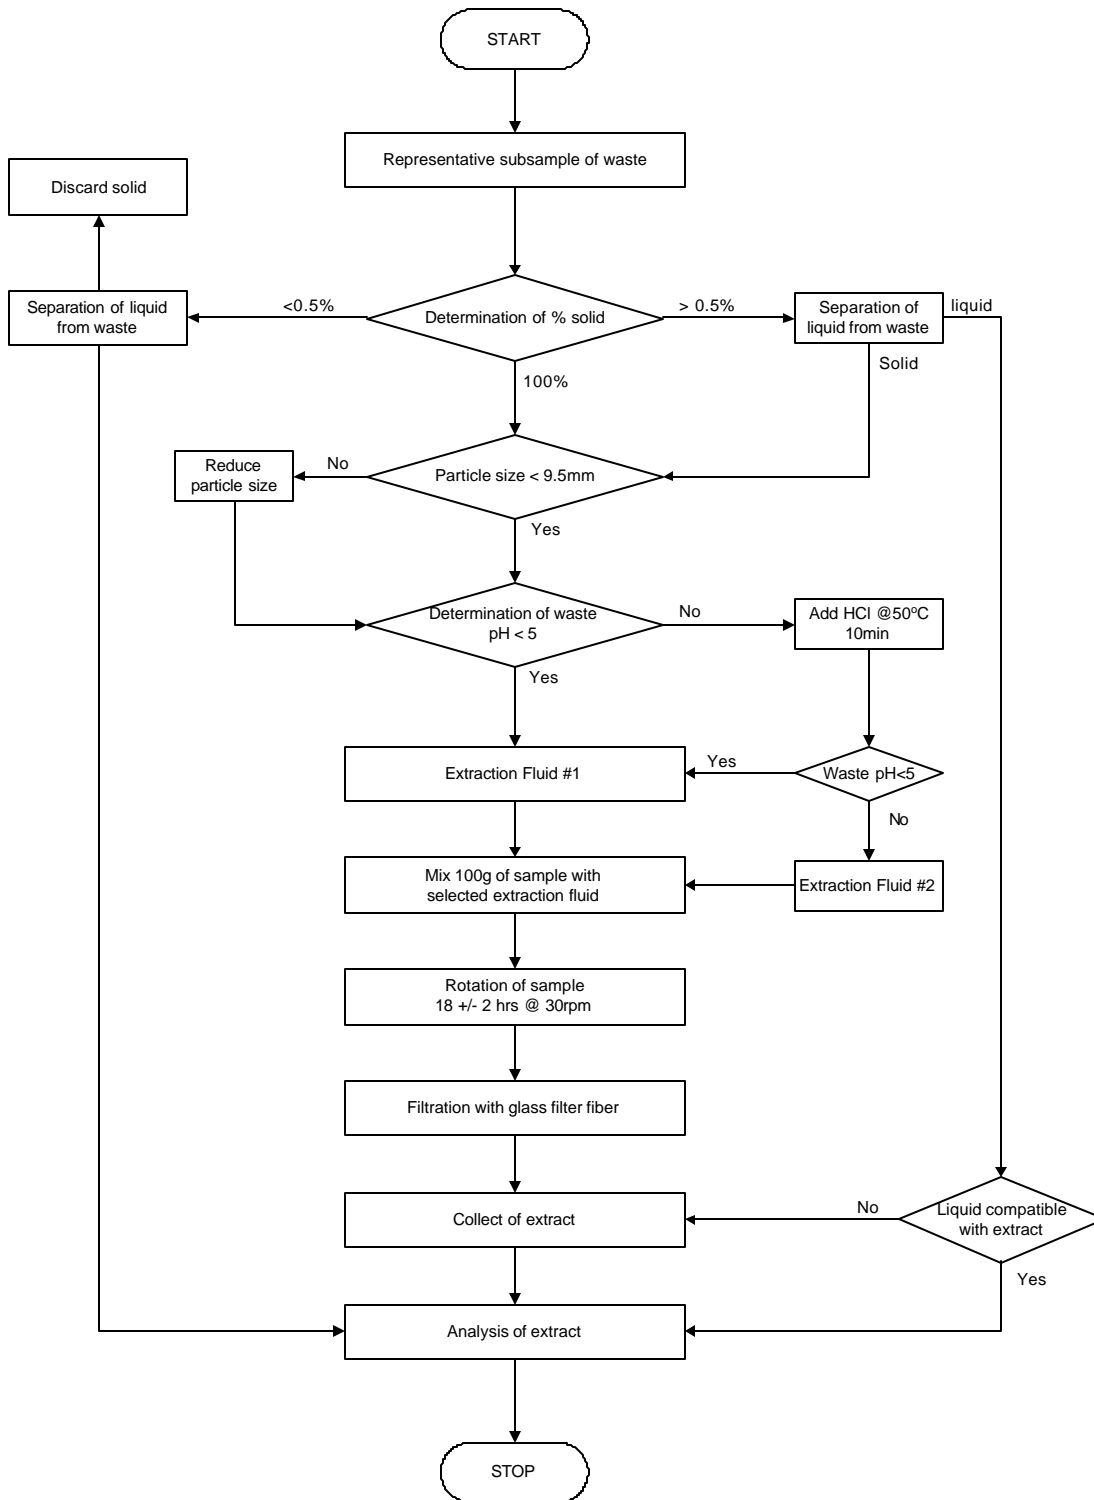 START
Representative subsample of waste
Discard solid
Separation of liquid
from waste
<0.5%
Determination of % solid
> 0.5%
Separation of
liquid from waste
liquid
Solid
100%
Reduce
particle size
No
Particle size < 9.5mm
Yes
Determination of waste
pH < 5
No
Add HCl @50ºC
10min
Yes
Extraction Fluid #1
Yes
Waste pH<5
No
Mix 100g of sample with
selected extraction fluid
Extraction Fluid #2
Rotation of sample
18 +/- 2 hrs @ 30rpm
Filtration with glass filter fiber
Collect of extract
No
Liquid compatible
with extract
Yes
Analysis of extract
STOP